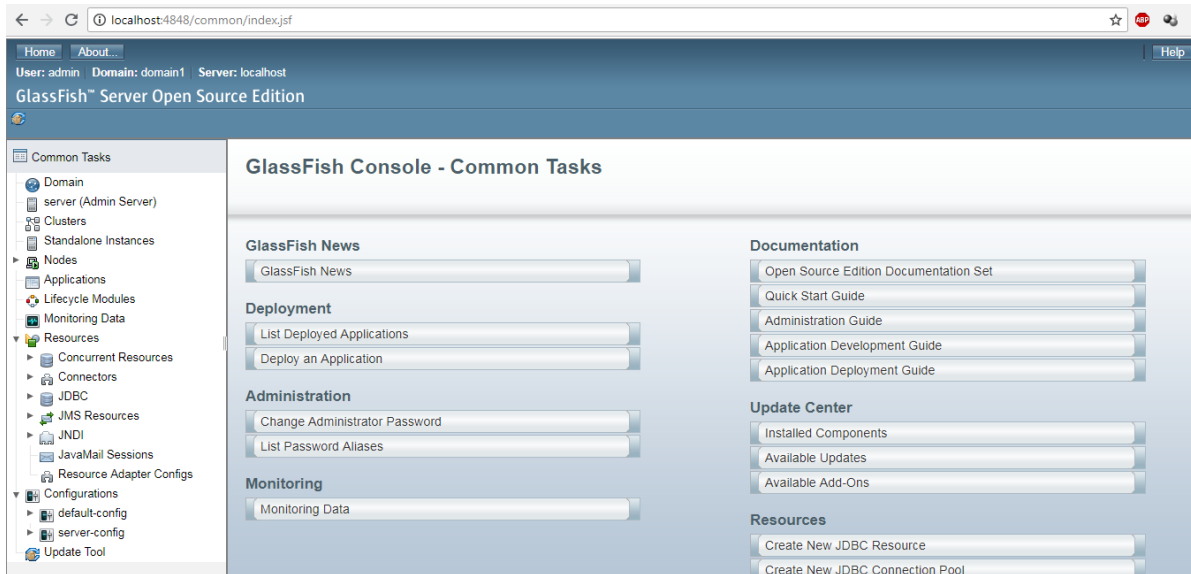 localhost:4848/common/index.jsf
ABP
Home About... Help
User: admin Domain: domain1 Server: localhost
GlassFish™ Server Open Source Edition
Common Tasks
Domain
server (Admin Server)
Clusters
Standalone Instances
Nodes
Applications
Lifecycle Modules
Monitoring Data
Resources
Concurrent Resources
Connectors
JDBC
JMS Resources
JNDI
JavaMail Sessions
Resource Adapter Configs
Configurations
default-config
server-config
Update Tool
GlassFish Console - Common Tasks
GlassFish News
GlassFish News
Deployment
List Deployed Applications
Deploy an Application
Administration
Change Administrator Password
List Password Aliases
Monitoring
Monitoring Data
Documentation
Open Source Edition Documentation Set
Quick Start Guide
Administration Guide
Application Development Guide
Application Deployment Guide
Update Center
Installed Components
Available Updates
Available Add-Ons
Resources
Create New JDBC Resource
Create New JDBC Connection Pool